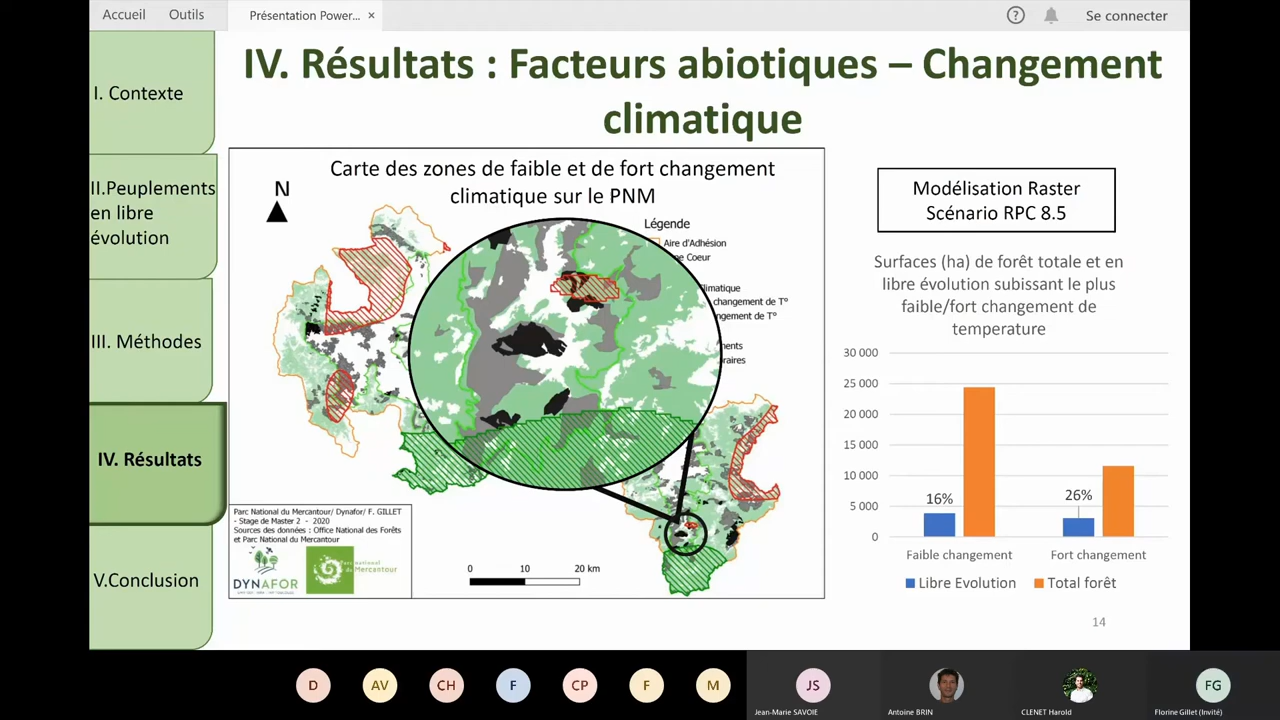 Accueil
Outils
Présentation Power...
×
?
Se connecter
IV. Résultats : Facteurs abiotiques – Changement
climatique
I. Contexte
II.Peuplements
en libre
évolution
III. Méthodes
IV. Résultats
V.Conclusion
Carte des zones de faible et de fort changement
climatique sur le PNM
N
Légende
Aire d'Adhésion
Coeur
changement de T°
Parc National du Mercantour/ Dynafor/ F. GILLET
- Stage de Master 2 - 2020
Sources des données : Office National des Forêts
et Parc National du Mercantour
DYNAFOR
Mercantour
0 10 20 km
Modélisation Raster
Scénario RPC 8.5
Surfaces (ha) de forêt totale et en
libre évolution subissant le plus
faible/fort changement de
temperature
30 000
25 000
20 000
15 000
10 000
5 000
0
16%
26%
Faible changement
Fort changement
Libre Evolution
Total forêt
14
D
AV
CH
F
CP
F
M
JS
FG
Jean-Marie SAVOIE
Antoine BRIN
CLENET Harold
Florine Gillet (Invité)